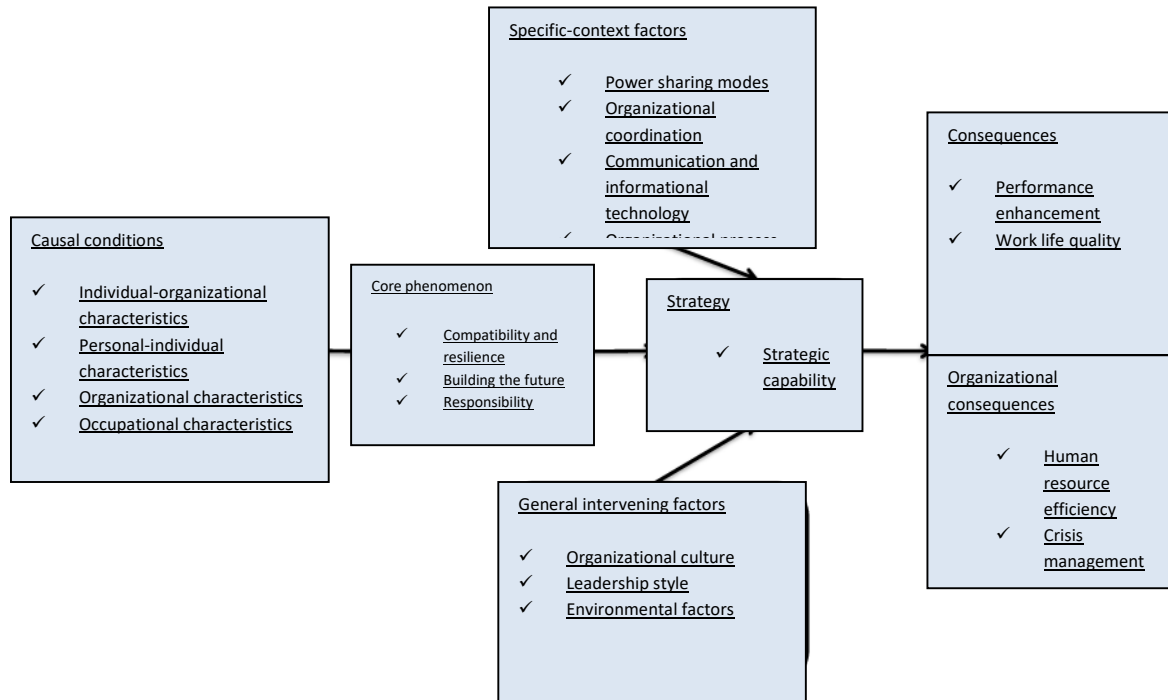 Specific-context factors
✓ Power sharing modes
✓ Organizational
coordination
✓ Communication and
informational
technology
✓ Organizational process
Consequences
✓ Performance
enhancement
✓ Work life quality
Causal conditions
✓ Individual-organizational
characteristics
✓ Personal-individual
characteristics
✓ Organizational characteristics
✓ Occupational characteristics
Core phenomenon
✓ Compatibility and
resilience
✓ Building the future
✓ Responsibility
Strategy
✓ Strategic
capability
Organizational
consequences
✓ Human
resource
efficiency
✓ Crisis
management
General intervening factors
✓ Organizational culture
✓ Leadership style
✓ Environmental factors